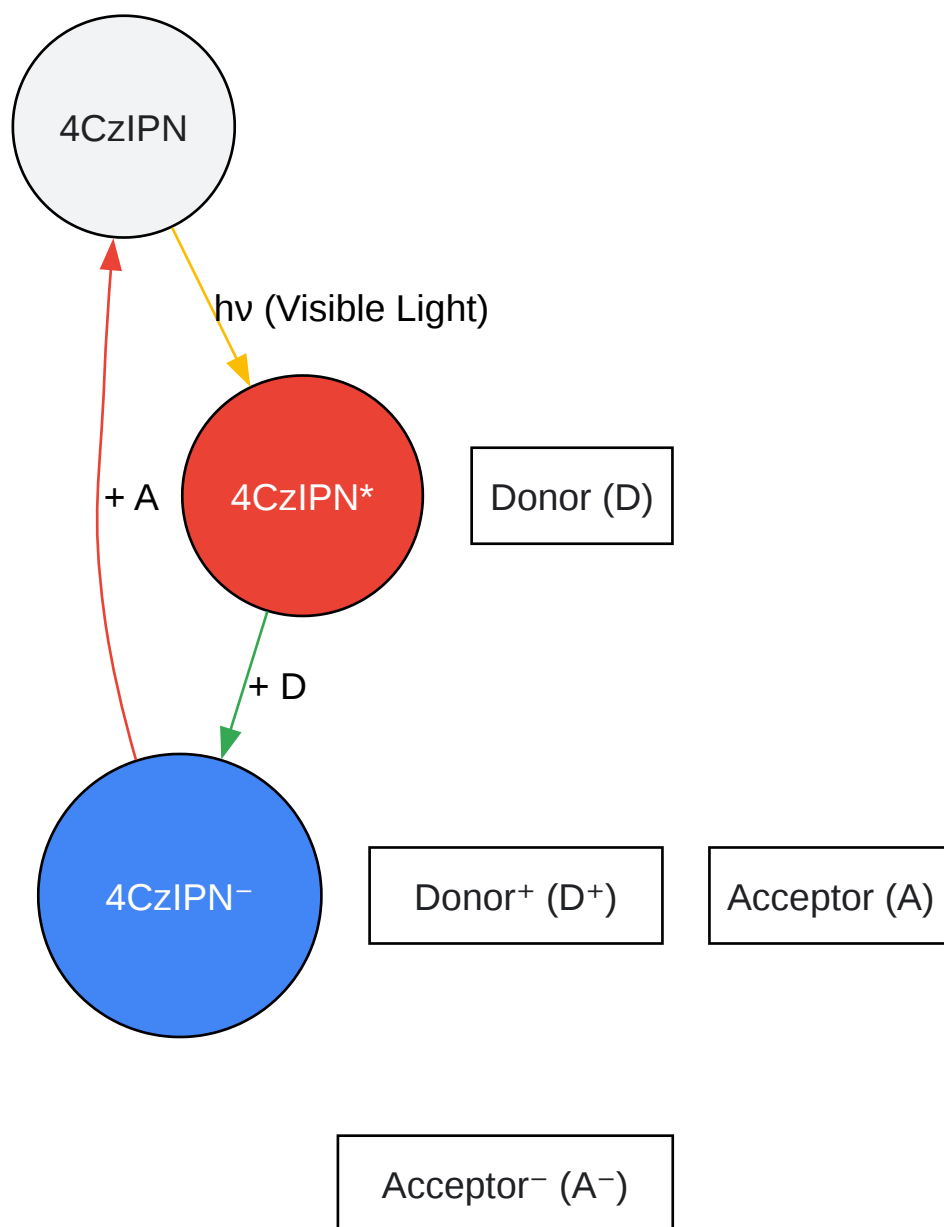 4CzIPN
hν (Visible Light)
4CzIPN*
Donor (D)
+ A
+ D
4CzIPN⁻
Donor⁺ (D⁺)
Acceptor (A)
Acceptor⁻ (A⁻)